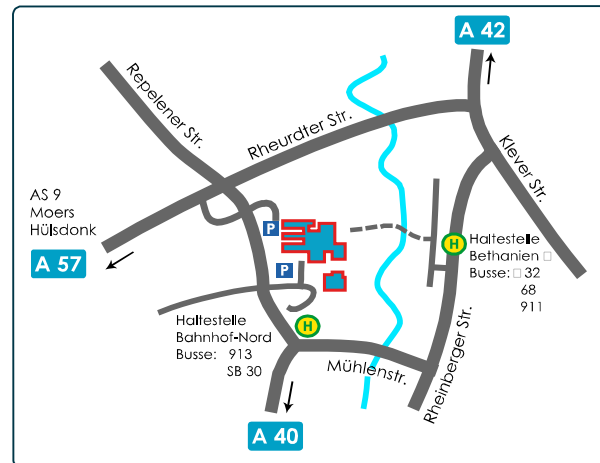 A 42
Repelener Str.
Rheurdter Str.
Klever Str.
AS 9
Moers
Hülsdonk
A 57
P
P
H
Haltestelle
Bethanien □
Busse: □ 32
68
911
H
Haltestelle
Bahnhof-Nord
Busse: 913
SB 30
Mühlenstr.
Rheinberger Str.
A 40